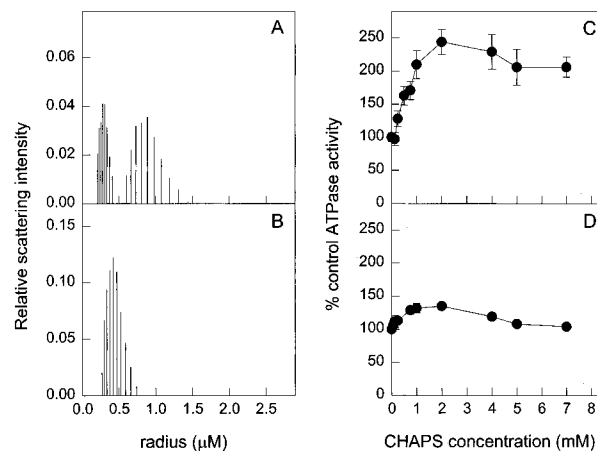 A
0.06
0.04
0.02
0.00
Relative scattering intensity
B
0.15
0.10
0.05
0.00
0.0 0.5 1.0 1.5 2.0 2.5
radius (μM)
C
250
200
150
100
50
0
% control ATPase activity
D
250
200
150
100
50
0
0 1 2 3 4 5 6 7 8
CHAPS concentration (mM)